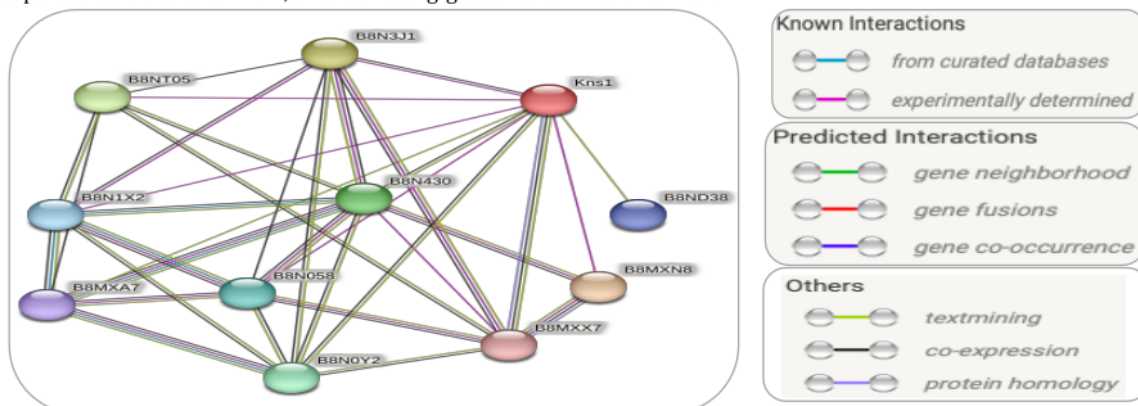 B8N3J1
B8NT05
Kns1
B8N430
B8ND38
B8N1X2
B8N058
B8MXN8
B8MXA7
B8MXX7
B8N0Y2
Known Interactions
from curated databases
experimentally determined
Predicted Interactions
gene neighborhood
gene fusions
gene co-occurrence
Others
textmining
co-expression
protein homology